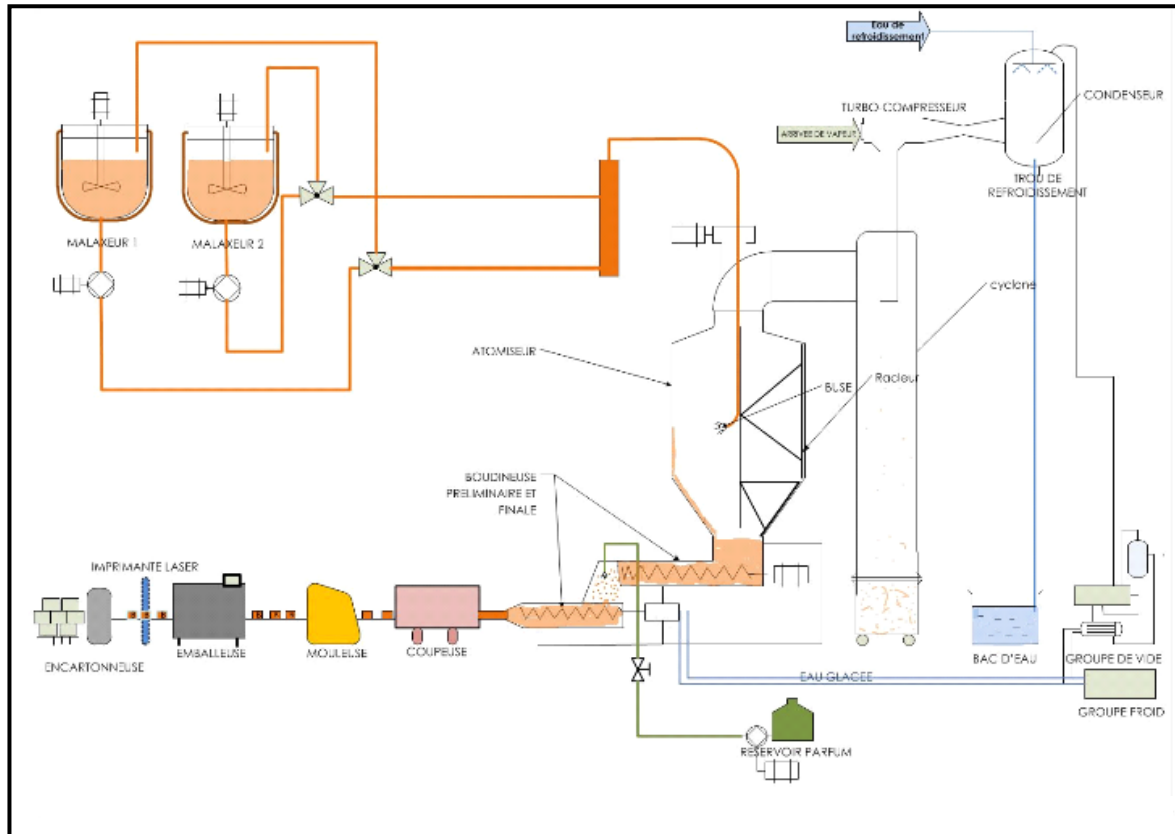 Eau de
refroidissement
TURBO-COMPRESSEUR
CONDENSEUR
ARRIVEE DE VAPEUR
TROU DE
REFROIDISSEMENT
MALAXEUR 1
MALAXEUR 2
cyclone
ATOMISEUR
BUSE
Racleur
BOUDINEUSE
PRELIMINAIRE ET
FINALE
IMPRIMANTE LASER
ENCARTONNEUSE
EMBALLEUSE
MOULEUSE
COUPEUSE
BAC D'EAU
GROUPE DE VIDE
EAU GLACEE
GROUPE FROID
RESERVOIR PARFUM